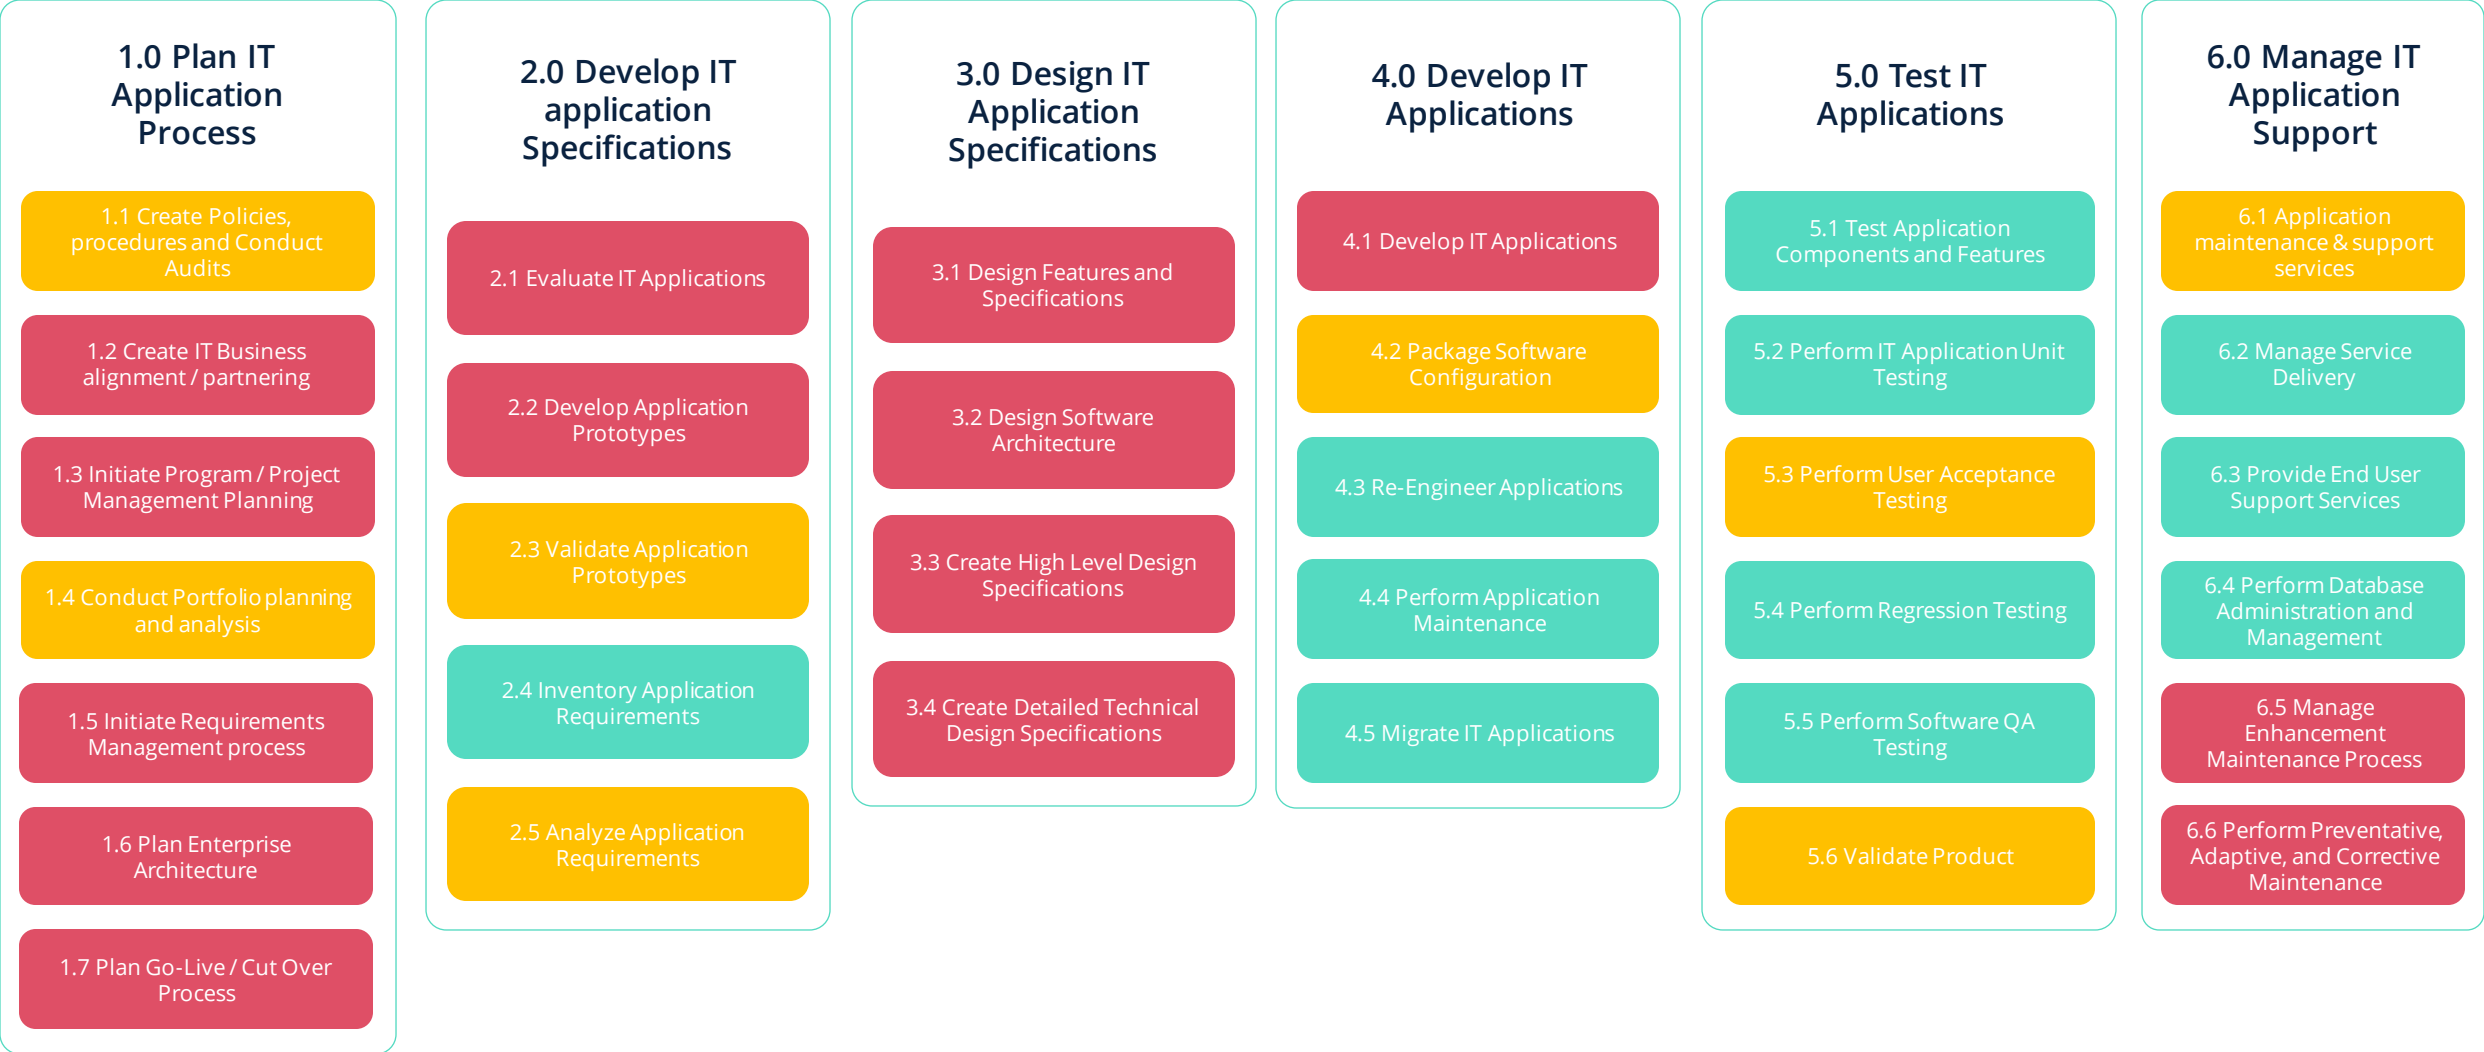 1.0 Plan IT
Application
Process
1.1 Create Policies,
procedures and Conduct
Audits
1.2 Create IT Business
alignment / partnering
1.3 Initiate Program / Project
Management Planning
1.4 Conduct Portfolio planning
and analysis
1.5 Initiate Requirements
Management process
1.6 Plan Enterprise
Architecture
1.7 Plan Go-Live / Cut Over
Process
2.0 Develop IT
application
Specifications
2.1 Evaluate IT Applications
2.2 Develop Application
Prototypes
2.3 Validate Application
Prototypes
2.4 Inventory Application
Requirements
2.5 Analyze Application
Requirements
3.0 Design IT
Application
Specifications
3.1 Design Features and
Specifications
3.2 Design Software
Architecture
3.3 Create High Level Design
Specifications
3.4 Create Detailed Technical
Design Specifications
4.0 Develop IT
Applications
4.1 Develop IT Applications
4.2 Package Software
Configuration
4.3 Re-Engineer Applications
4.4 Perform Application
Maintenance
4.5 Migrate IT Applications
5.0 Test IT
Applications
5.1 Test Application
Components and Features
5.2 Perform IT Application Unit
Testing
5.3 Perform User Acceptance
Testing
5.4 Perform Regression Testing
5.5 Perform Software QA
Testing
5.6 Validate Product
6.0 Manage IT
Application
Support
6.1 Application
maintenance & support
services
6.2 Manage Service
Delivery
6.3 Provide End User
Support Services
6.4 Perform Database
Administration and
Management
6.5 Manage
Enhancement
Maintenance Process
6.6 Perform Preventative,
Adaptive, and Corrective
Maintenance